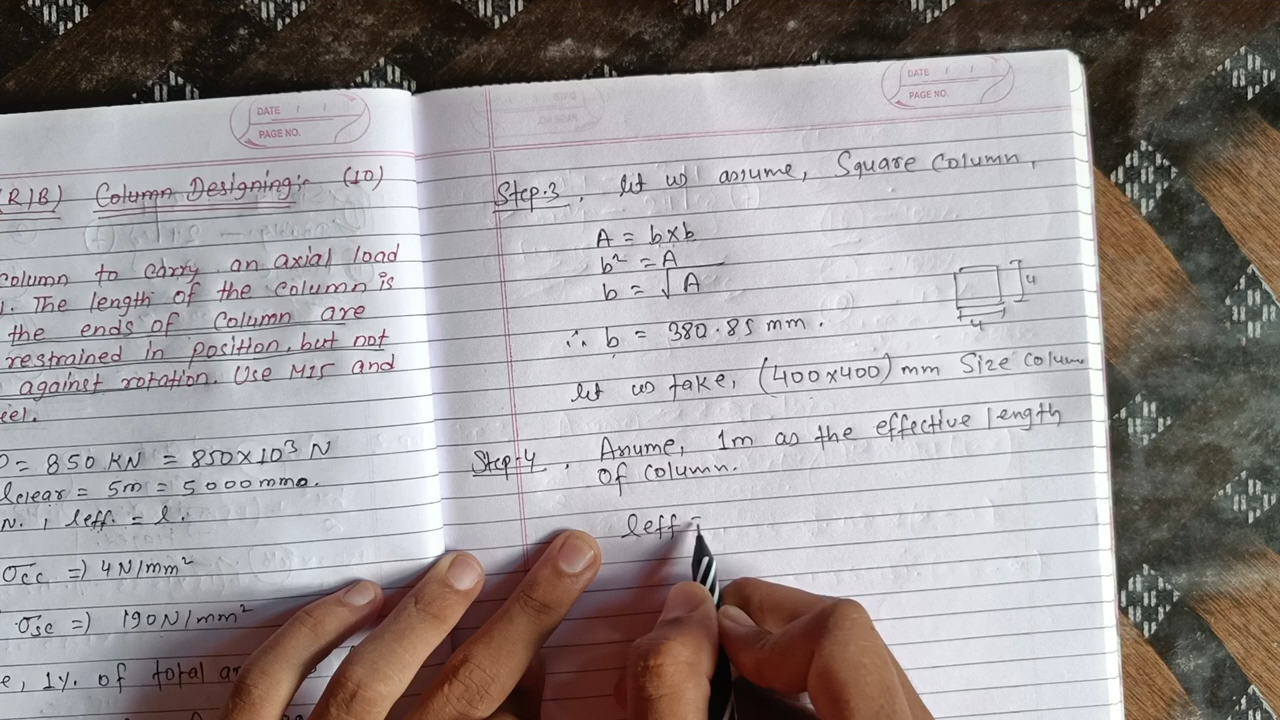 DATE / /
PAGE NO.
(R/B) Column Designing:- (10)
column to carry an axial load
. The length of the column is
the ends of column are
restrained in position, but not
against rotation. Use M15 and
eel.
P = 850 KN = 850×10³ N
lclear = 5m = 5000mm.
N. , leff. = l.
σcc => 4N/mm²
σsc => 190N/mm²
e, 1% of total
DATE / /
PAGE NO.
Step-3, let us assume, Square Column,
A = b×b
b² = A
b = √A
4
4
∴ b = 380.85 mm.
let us take, (400×400) mm Size Column
Step-4, Assume, 1m as the effective length
of column.
leff =